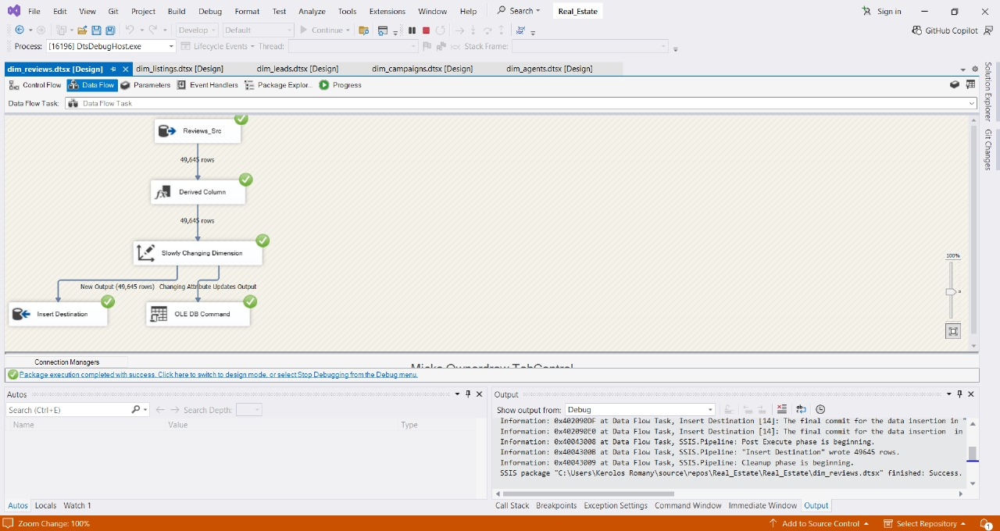 File Edit View Git Project Build Debug Format Test Analyze Tools Extensions Window Help Search Real_Estate Sign in
Develop Default Continue GitHub Copilot
Process: [16196] DtsDebugHost.exe Lifecycle Events Thread: Stack Frame:
dim_reviews.dtsx [Design] dim_listings.dtsx [Design] dim_leads.dtsx [Design] dim_campaigns.dtsx [Design] dim_agents.dtsx [Design]
Control Flow Data Flow Parameters Event Handlers Package Explor... Progress
Data Flow Task: Data Flow Task
Solution Explorer
Git Changes
Reviews_Src
49,645 rows
Derived Column
49,645 rows
Slowly Changing Dimension
100%
New Output (49,645 rows) Changing Attribute Updates Output
Insert Destination OLE DB Command
Connection Managers
Package execution completed with success. Click here to switch to design mode, or select Stop Debugging from the Debug menu.
Autos
Search (Ctrl+E) Search Depth:
Name Value Type
Autos Locals Watch 1
Output
Show output from: Debug
Information: 0x402090DF at Data Flow Task, Insert Destination [14]: The final commit for the data insertion in "
Information: 0x402090E0 at Data Flow Task, Insert Destination [14]: The final commit for the data insertion in
Information: 0x40043008 at Data Flow Task, SSIS.Pipeline: Post Execute phase is beginning.
Information: 0x4004300B at Data Flow Task, SSIS.Pipeline: "Insert Destination" wrote 49645 rows.
Information: 0x40043009 at Data Flow Task, SSIS.Pipeline: Cleanup phase is beginning.
SSIS package "C:\Users\Kerolos Romany\source\repos\Real_Estate\Real_Estate\dim_reviews.dtsx" finished: Success.
Call Stack Breakpoints Exception Settings Command Window Immediate Window Output
Zoom Change: 100% Add to Source Control Select Repository 1